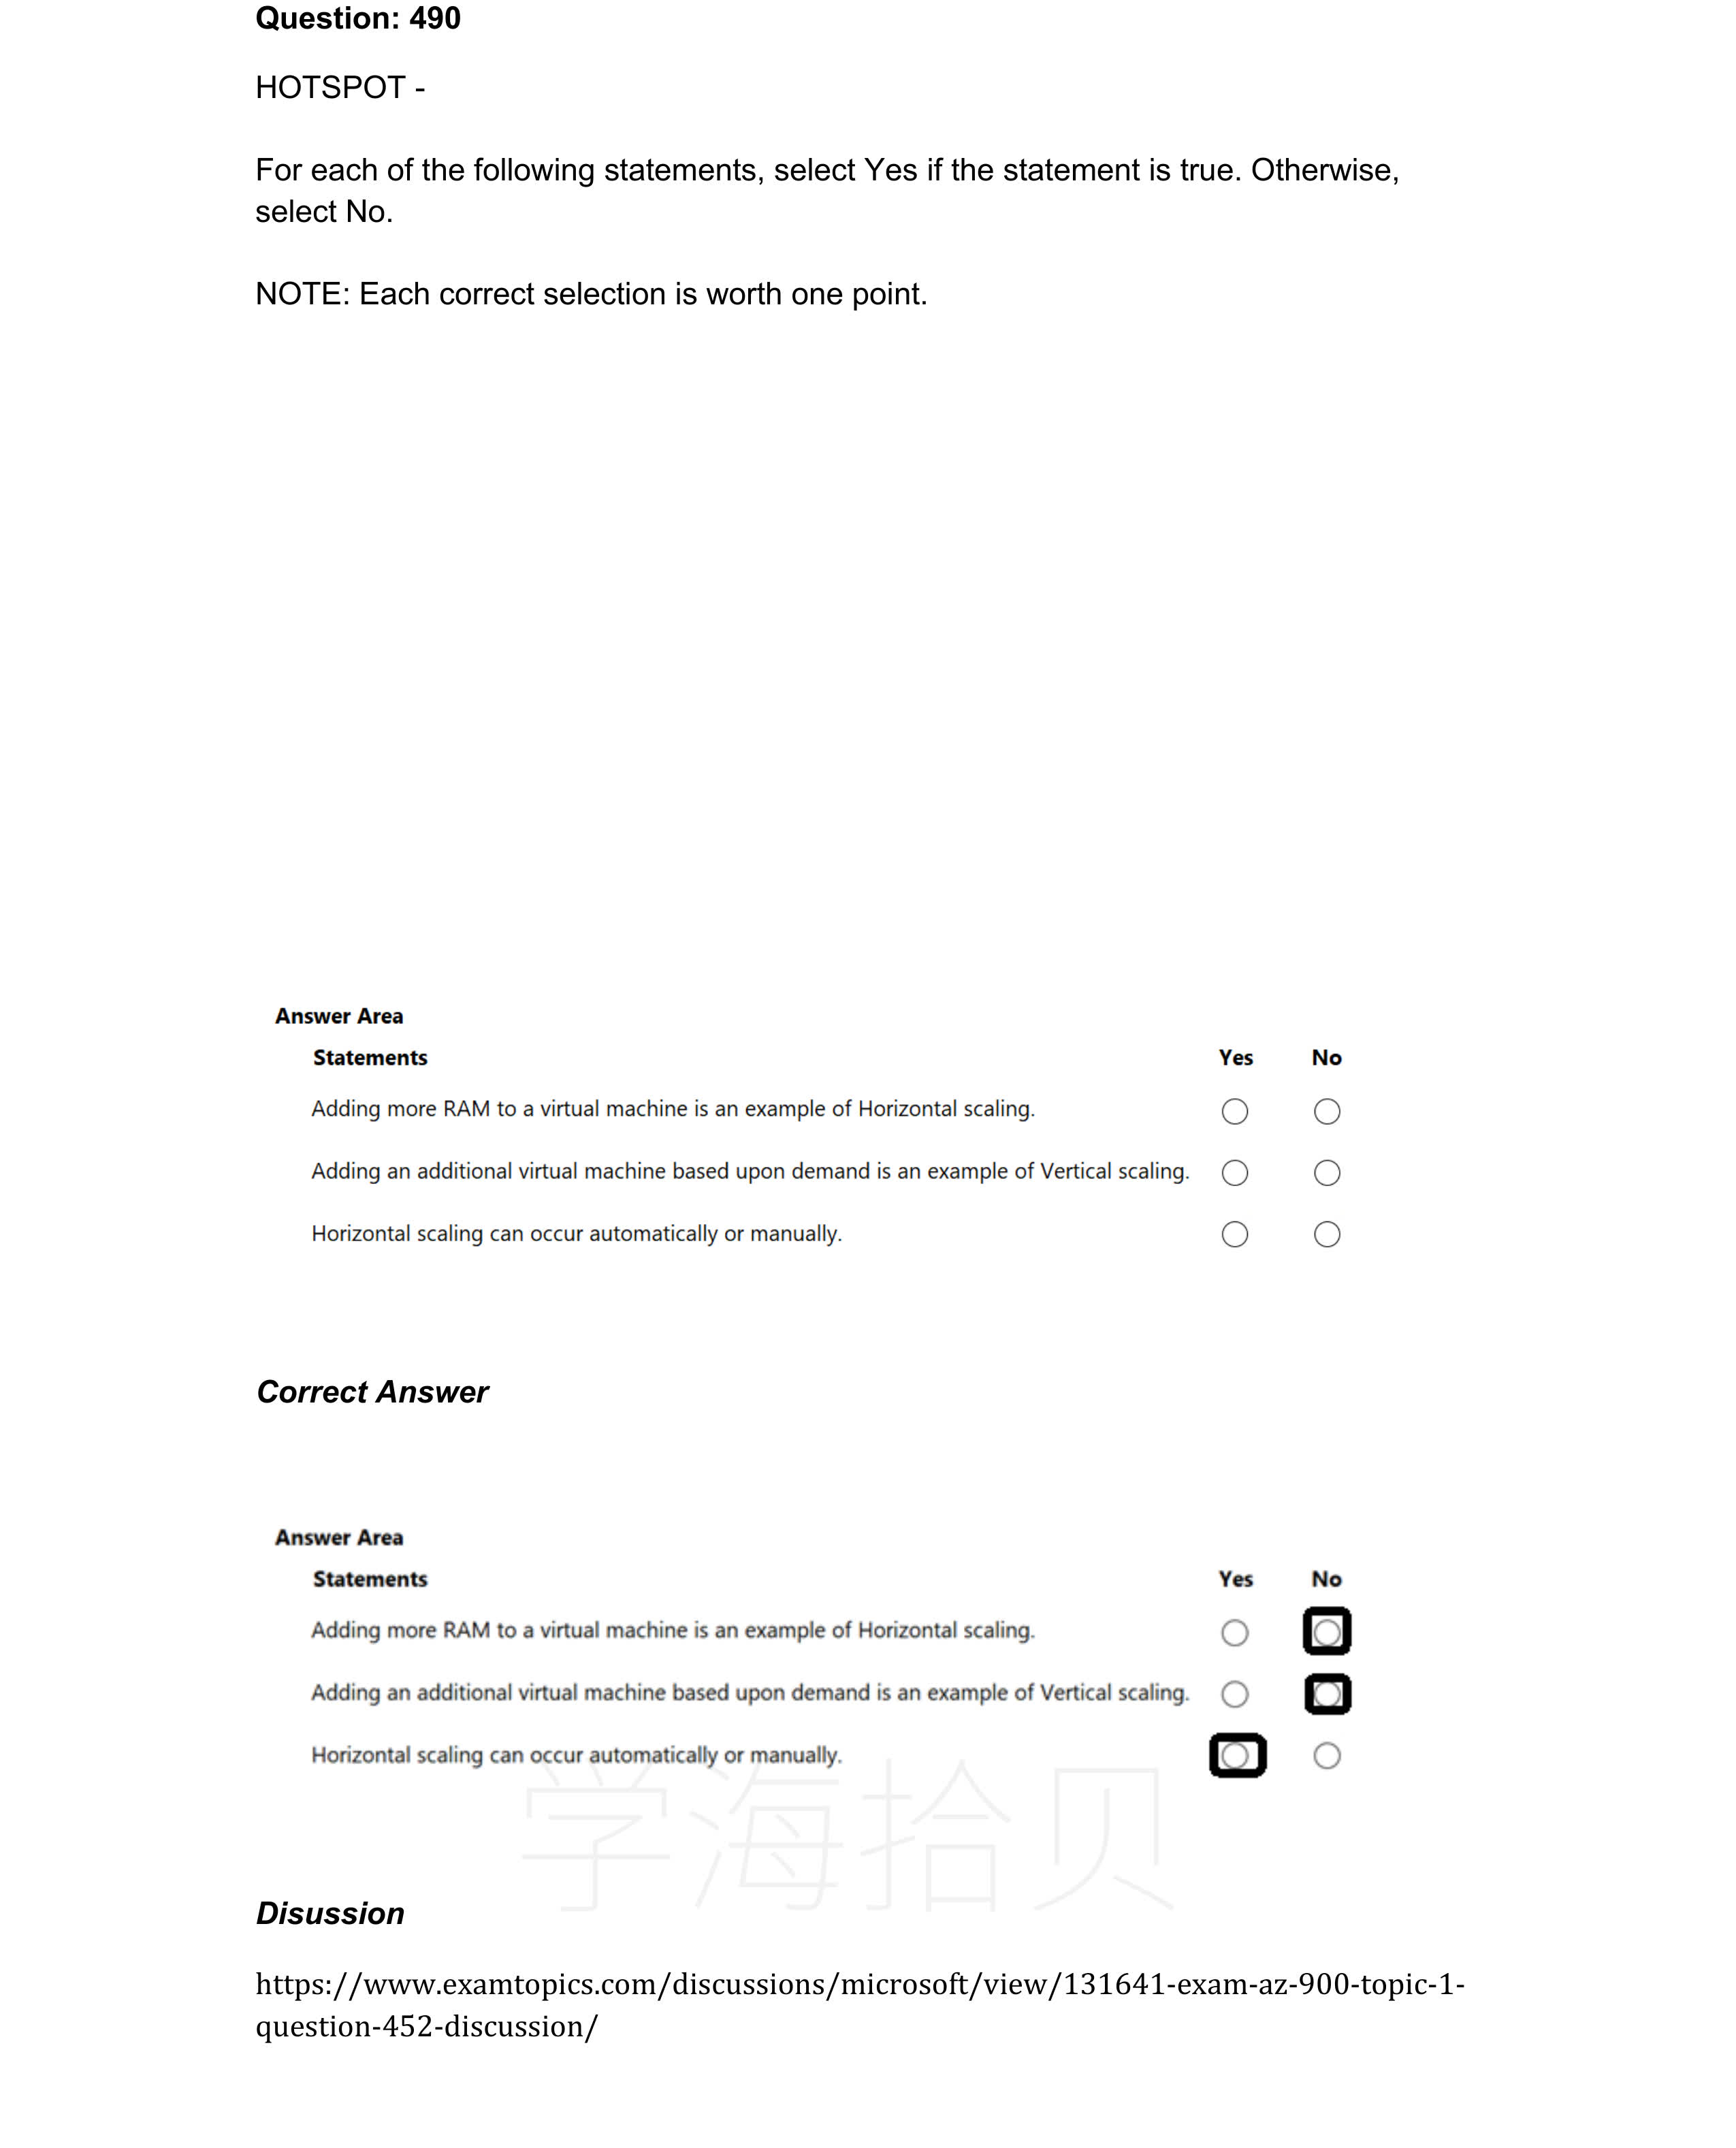 Question: 490
HOTSPOT -
For each of the following statements, select Yes if the statement is true. Otherwise,
select No.
NOTE: Each correct selection is worth one point.
Answer Area
Statements Yes No
Adding more RAM to a virtual machine is an example of Horizontal scaling.
Adding an additional virtual machine based upon demand is an example of Vertical scaling.
Horizontal scaling can occur automatically or manually.
Correct Answer
Answer Area
Statements Yes No
Adding more RAM to a virtual machine is an example of Horizontal scaling.
Adding an additional virtual machine based upon demand is an example of Vertical scaling.
Horizontal scaling can occur automatically or manually.
学海拾贝
Disussion
https://www.examtopics.com/discussions/microsoft/view/131641-exam-az-900-topic-1-
question-452-discussion/